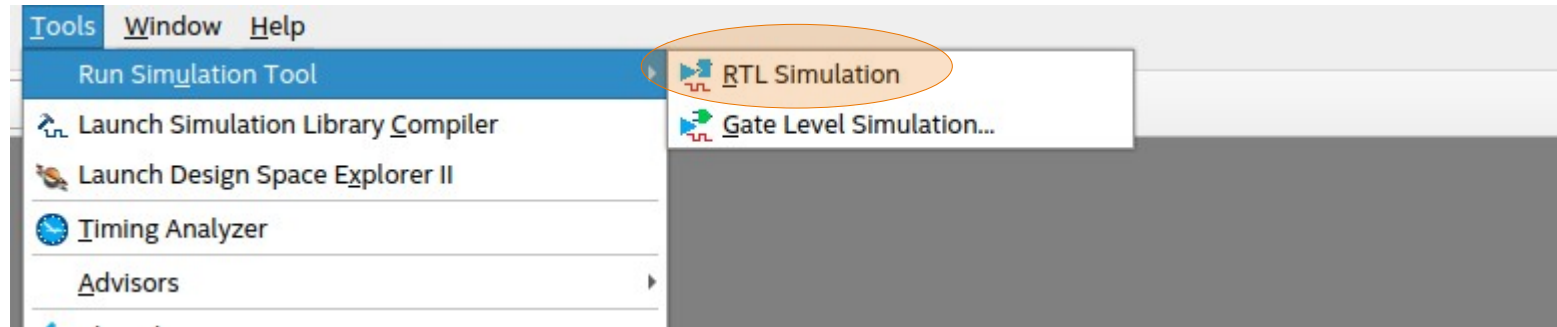 Tools Window Help
Run Simulation Tool
RTL Simulation
Launch Simulation Library Compiler
Gate Level Simulation...
Launch Design Space Explorer II
Timing Analyzer
Advisors